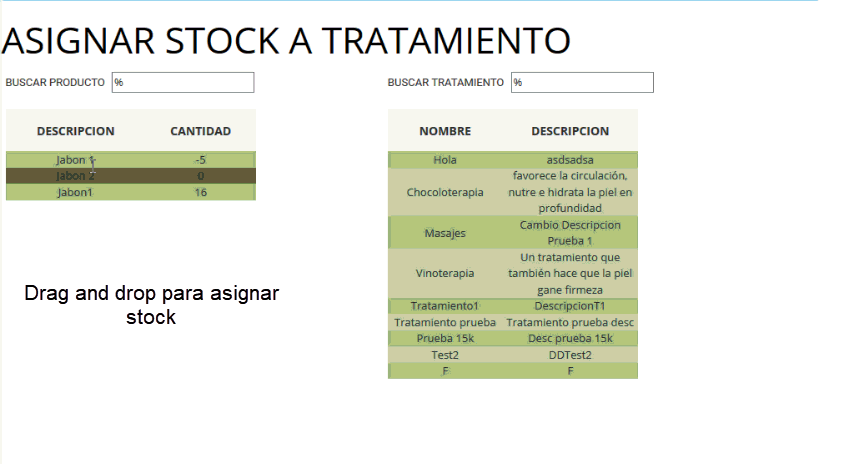 ASIGNAR STOCK A TRATAMIENTO
BUSCAR PRODUCTO %
DESCRIPCION CANTIDAD
Jabon 1 -5
Jabon 2 0
Jabon1 16
Drag and drop para asignar
stock
BUSCAR TRATAMIENTO %
NOMBRE DESCRIPCION
Hola asdsadsa
favorece la circulación,
Chocoloterapia nutre e hidrata la piel en
profundidad
Masajes Cambio Descripcion
Prueba 1
Un tratamiento que
Vinoterapia también hace que la piel
gane firmeza
Tratamiento1 DescripcionT1
Tratamiento prueba Tratamiento prueba desc
Prueba 15k Desc prueba 15k
Test2 DDTest2
F F